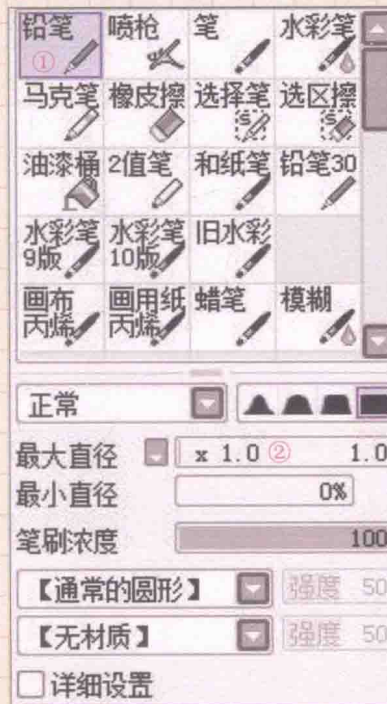 铅笔 喷枪 笔 水彩笔
①
马克笔 橡皮擦 选择笔 选区擦
油漆桶 2值笔 和纸笔 铅笔30
水彩笔9版 水彩笔10版 旧水彩
画布丙烯 画用纸丙烯 蜡笔 模糊
正常
最大直径 x 1.0 ② 1.0
最小直径 0%
笔刷浓度 100
【通常的圆形】 强度 50
【无材质】 强度 50
详细设置